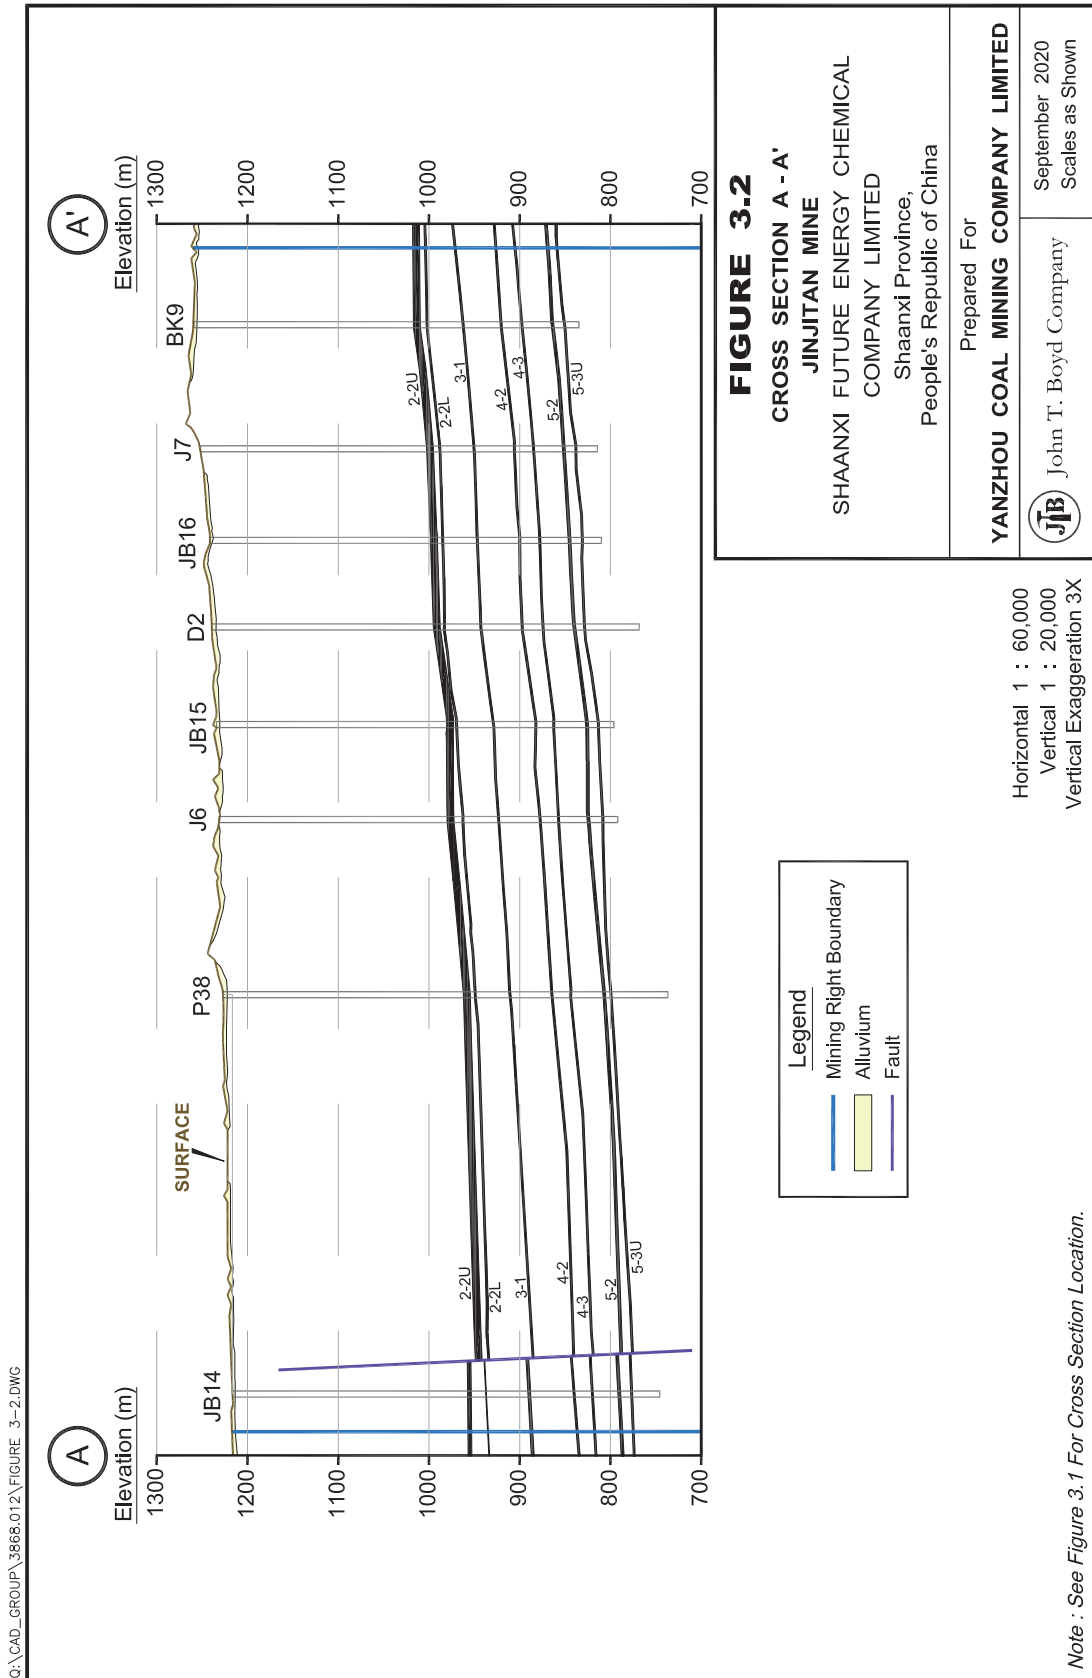 Q:\CAD_GROUP\3868.012\FIGURE 3-2.DWG
A
A'
Elevation (m)
Elevation (m)
1300
1200
1100
1000
900
800
700
1300
1200
1100
1000
900
800
700
JB14
SURFACE
P38
J6
JB15
D2
JB16
J7
BK9
2-2U
2-2L
3-1
4-2
4-3
5-2
5-3U
2-2U
2-2L
3-1
4-2
4-3
5-2
5-3U
Legend
Mining Right Boundary
Alluvium
Fault
Horizontal 1 : 60,000
Vertical 1 : 20,000
Vertical Exaggeration 3X
Note : See Figure 3.1 For Cross Section Location.
FIGURE 3.2
CROSS SECTION A - A'
JINJITAN MINE
SHAANXI FUTURE ENERGY CHEMICAL
COMPANY LIMITED
Shaanxi Province,
People's Republic of China
Prepared For
YANZHOU COAL MINING COMPANY LIMITED
JTB John T. Boyd Company
September 2020
Scales as Shown